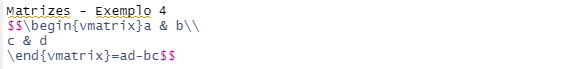 Matrizes - Exemplo 4
$$\begin{vmatrix}a & b\\
c & d
\end{vmatrix}=ad-bc$$